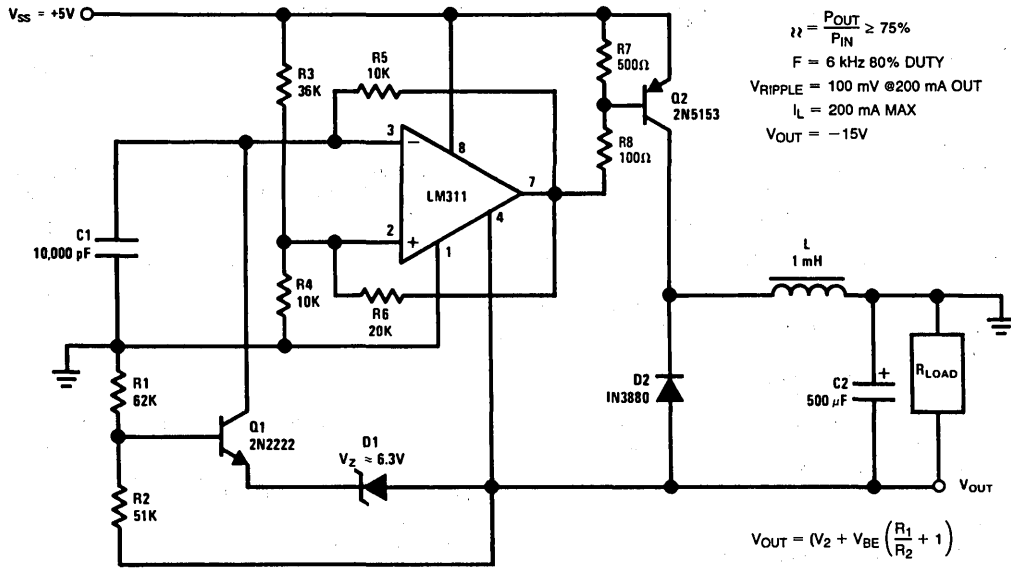 VSS = +5V
R3
36K
R5
10K
3
−
8
LM311
7
4
2
+
1
R4
10K
R6
20K
C1
10,000 pF
R1
62K
R2
51K
Q1
2N2222
D1
VZ ≈ 6.3V
R7
500Ω
R8
100Ω
Q2
2N5153
L
1 mH
D2
IN3880
+
C2
500 μF
RLOAD
VOUT
η = POUT/PIN ≥ 75%
F = 6 kHz 80% DUTY
VRIPPLE = 100 mV @200 mA OUT
IL = 200 mA MAX
VOUT = −15V
VOUT = (V2 + VBE (R1/R2 + 1)